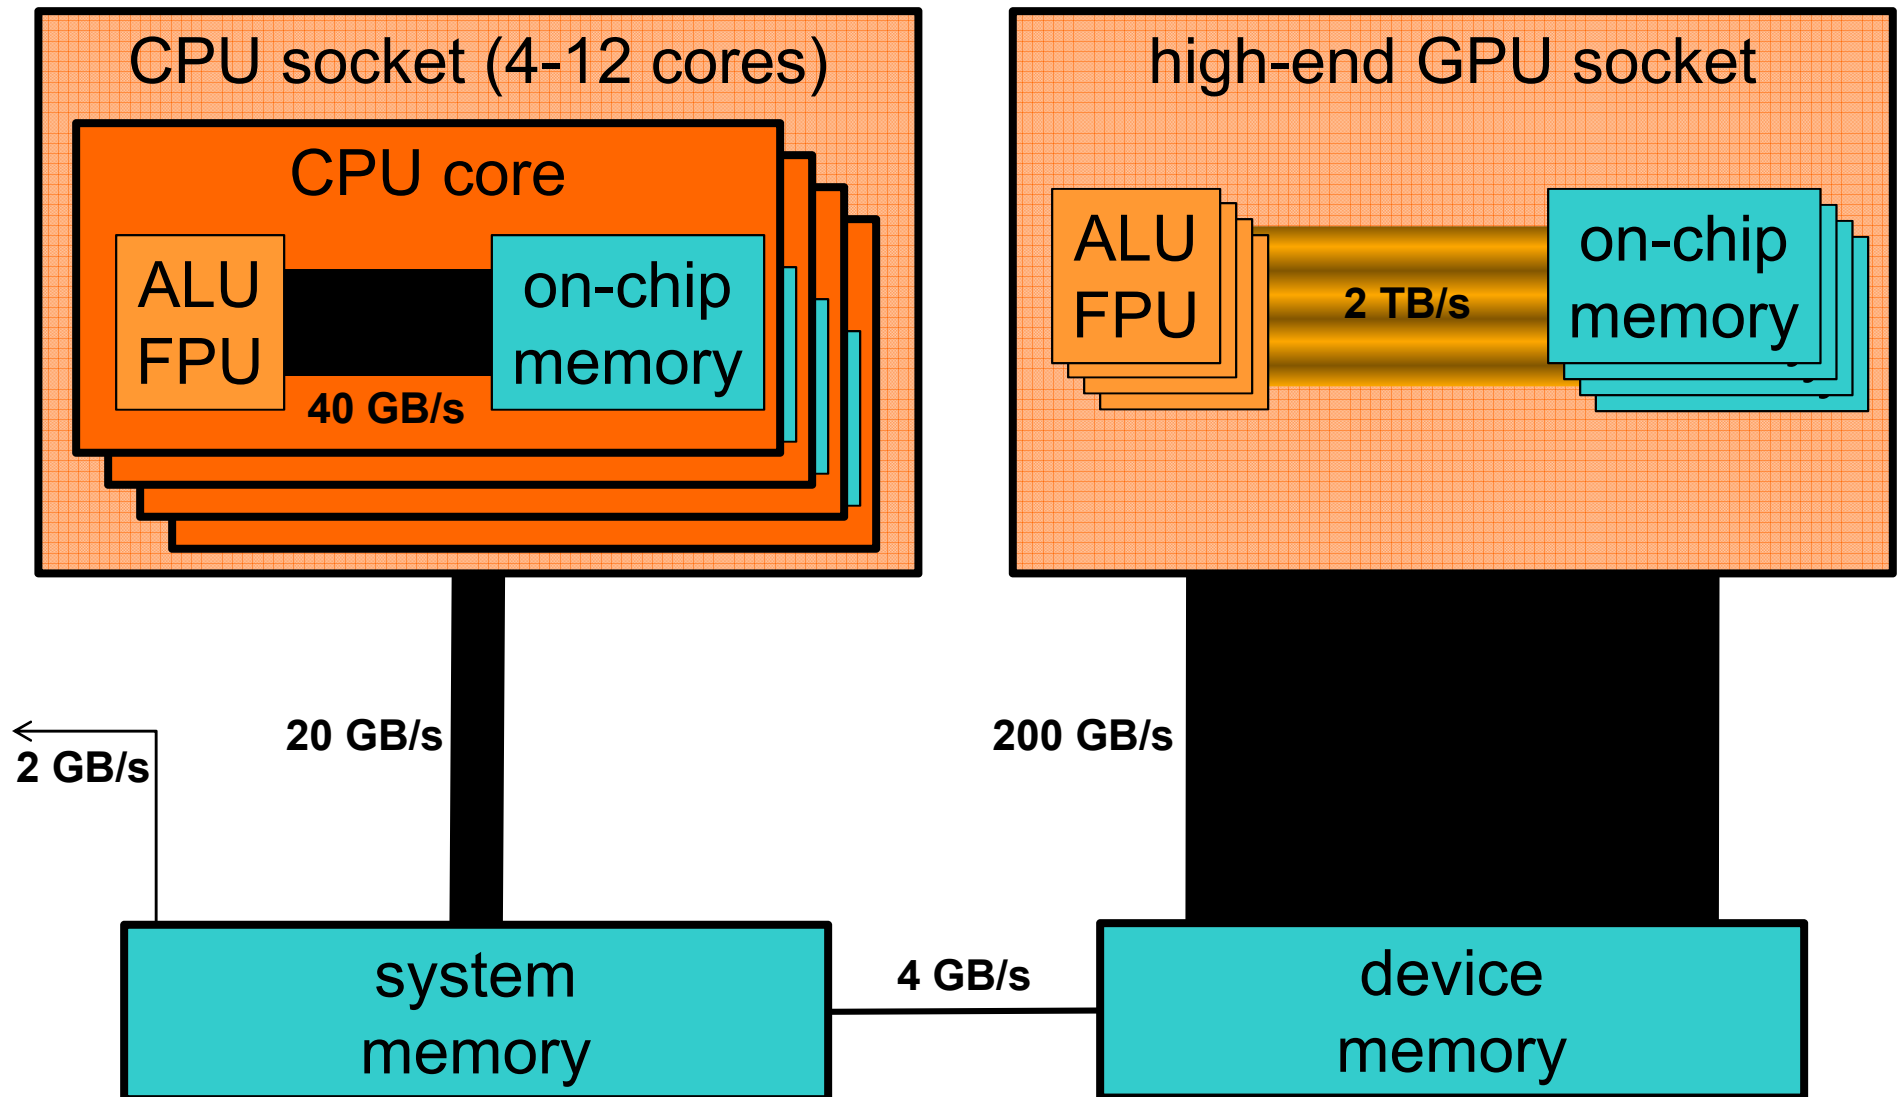 CPU socket (4-12 cores)
CPU core
ALU
FPU
on-chip
memory
40 GB/s
high-end GPU socket
ALU
FPU
2 TB/s
on-chip
memory
20 GB/s
2 GB/s
200 GB/s
system
memory
4 GB/s
device
memory